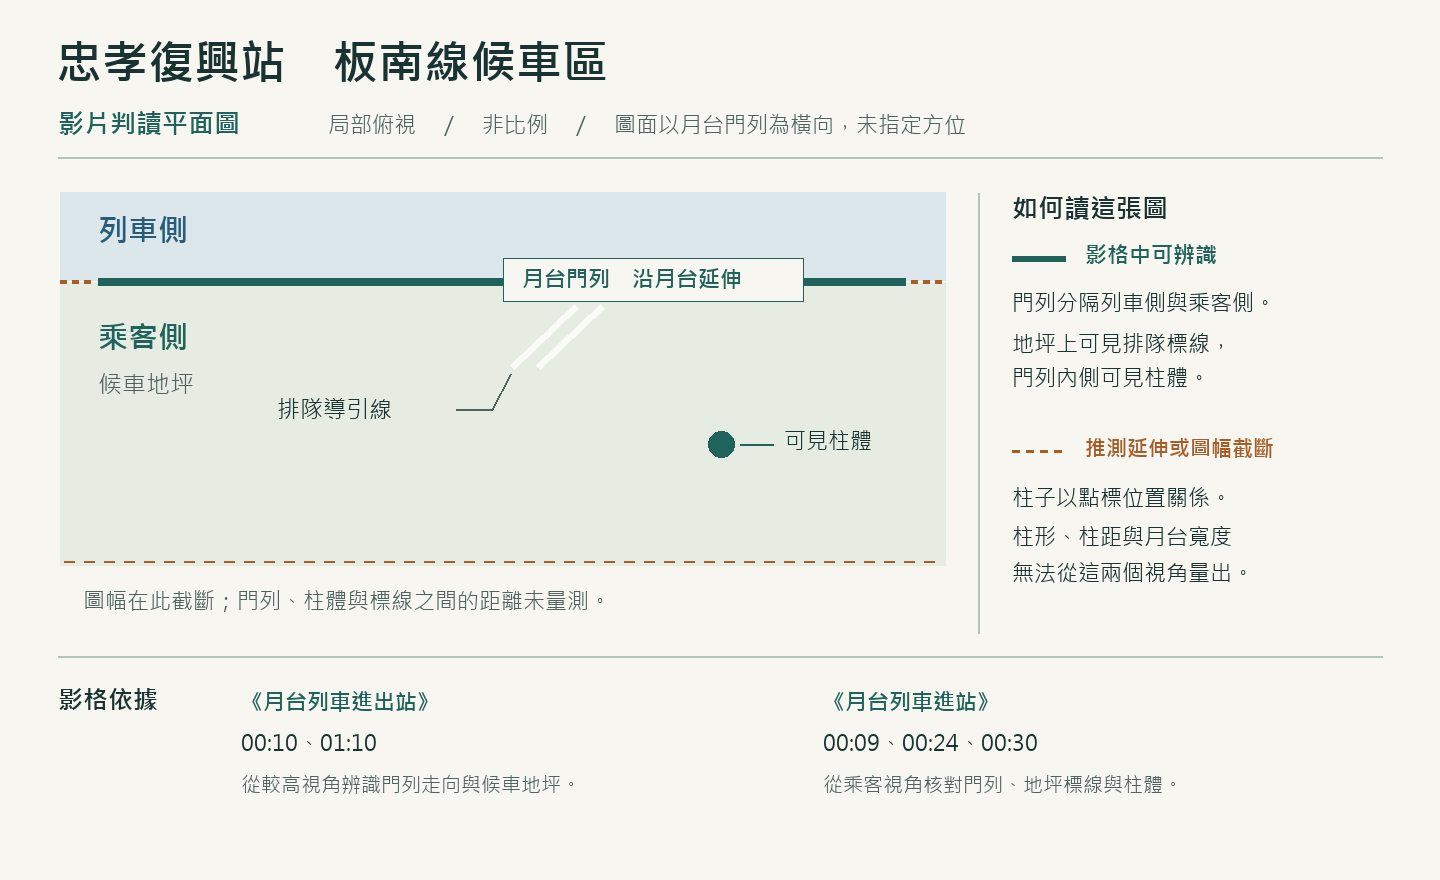 忠孝復興站　板南線候車區
影片判讀平面圖
局部俯視　/　非比例　/　圖面以月台門列為橫向，未指定方位
列車側
月台門列　沿月台延伸
乘客側
候車地坪
排隊導引線
可見柱體
圖幅在此截斷；門列、柱體與標線之間的距離未量測。
如何讀這張圖
影格中可辨識
門列分隔列車側與乘客側。
地坪上可見排隊標線，
門列內側可見柱體。
推測延伸或圖幅截斷
柱子以點標位置關係。
柱形、柱距與月台寬度
無法從這兩個視角量出。
影格依據
《月台列車進出站》
00:10、01:10
從較高視角辨識門列走向與候車地坪。
《月台列車進站》
00:09、00:24、00:30
從乘客視角核對門列、地坪標線與柱體。